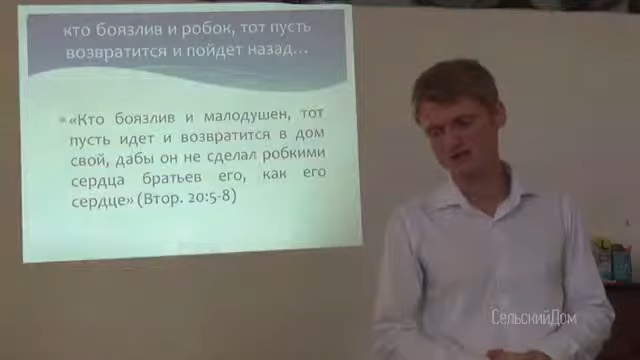 кто боязлив и робок, тот пусть
возвратится и пойдет назад...
«Кто боязлив и малодушен, тот
пусть идет и возвратится в дом
свой, дабы он не сделал робкими
сердца братьев его, как его
сердце» (Втор. 20:5-8)
СельскийДом